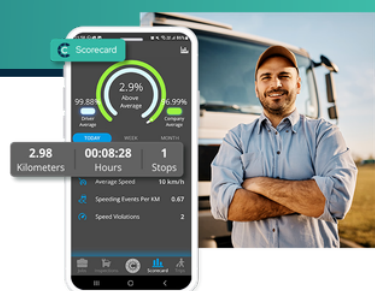 Scorecard
2.9%
Above
Average
99.88%
Driver
Average
6.99%
Company
Average
TODAY
WEEK
MONTH
2.98
Kilometers
00:08:28
Hours
1
Stops
Average Speed
10 km/h
Speeding Events Per KM
0.67
Speed Violations
2
Inspections
Scorecard